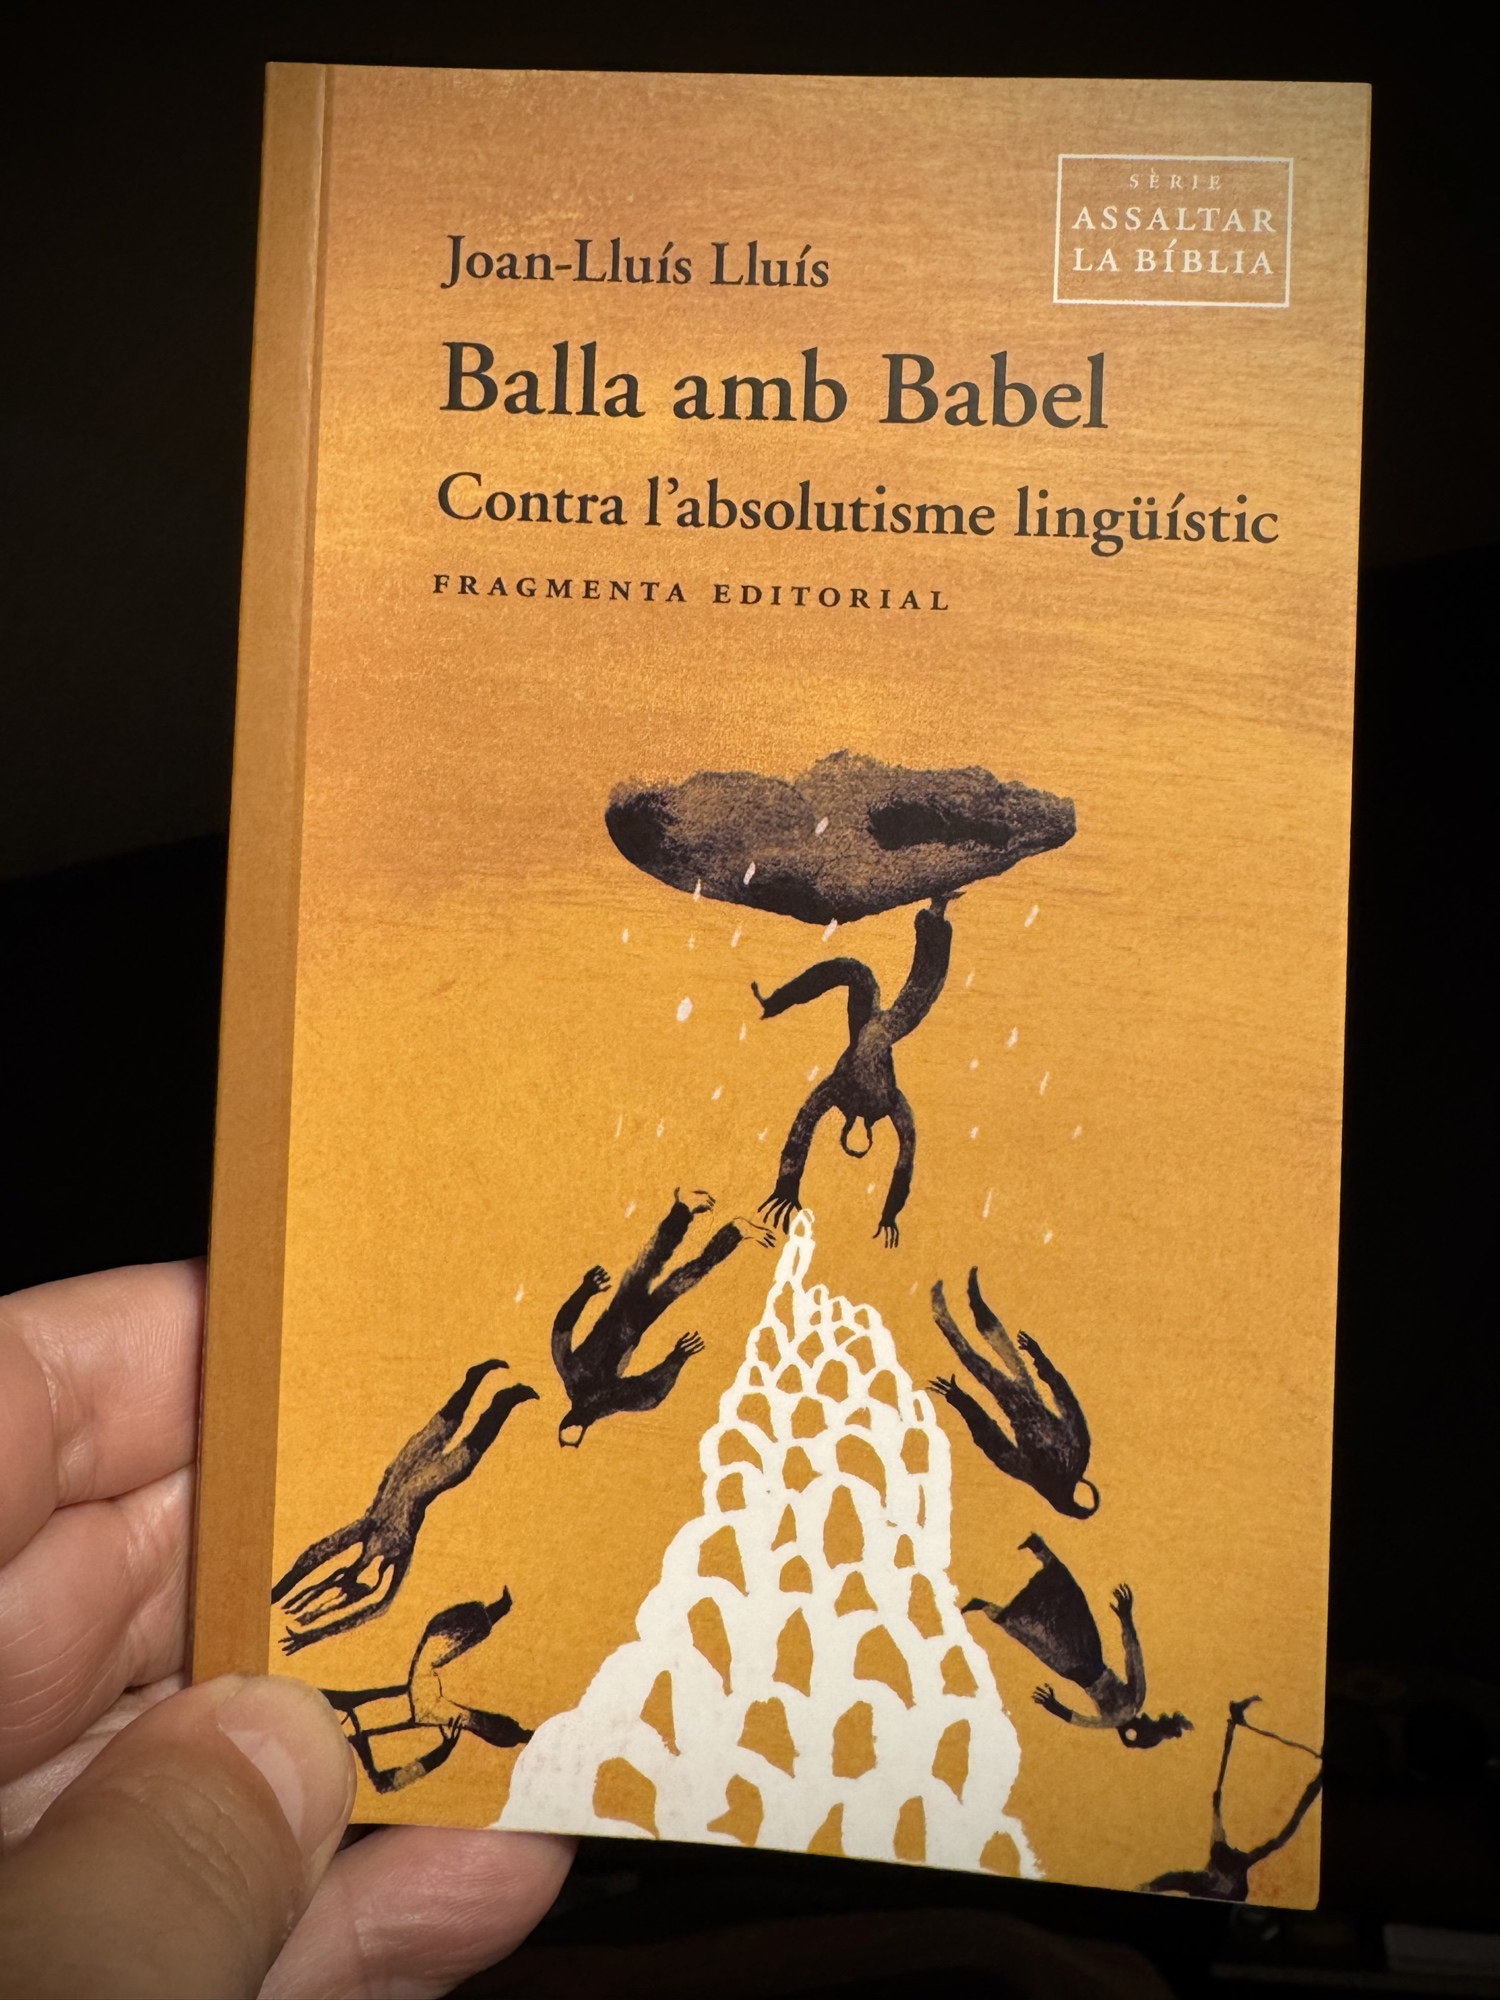 SÈRIE
ASSALTAR
LA BÍBLIA
Joan-Lluís Lluís
Balla amb Babel
Contra l’absolutisme lingüístic
FRAGMENTA EDITORIAL